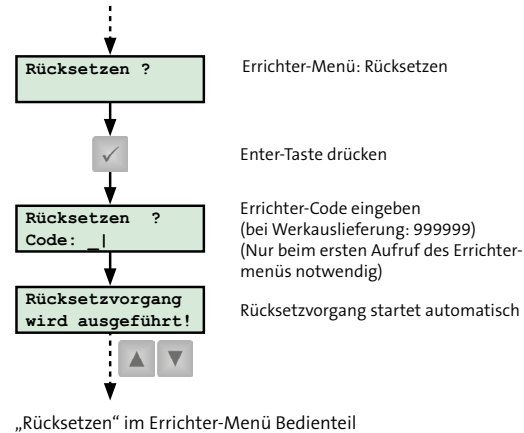 Rücksetzen ?
Errichter-Menü: Rücksetzen
Enter-Taste drücken
Rücksetzen ?
Code: _|
Errichter-Code eingeben
(bei Werkauslieferung: 999999)
(Nur beim ersten Aufruf des Errichter-
menüs notwendig)
Rücksetzvorgang
wird ausgeführt!
Rücksetzvorgang startet automatisch
„Rücksetzen“ im Errichter-Menü Bedienteil